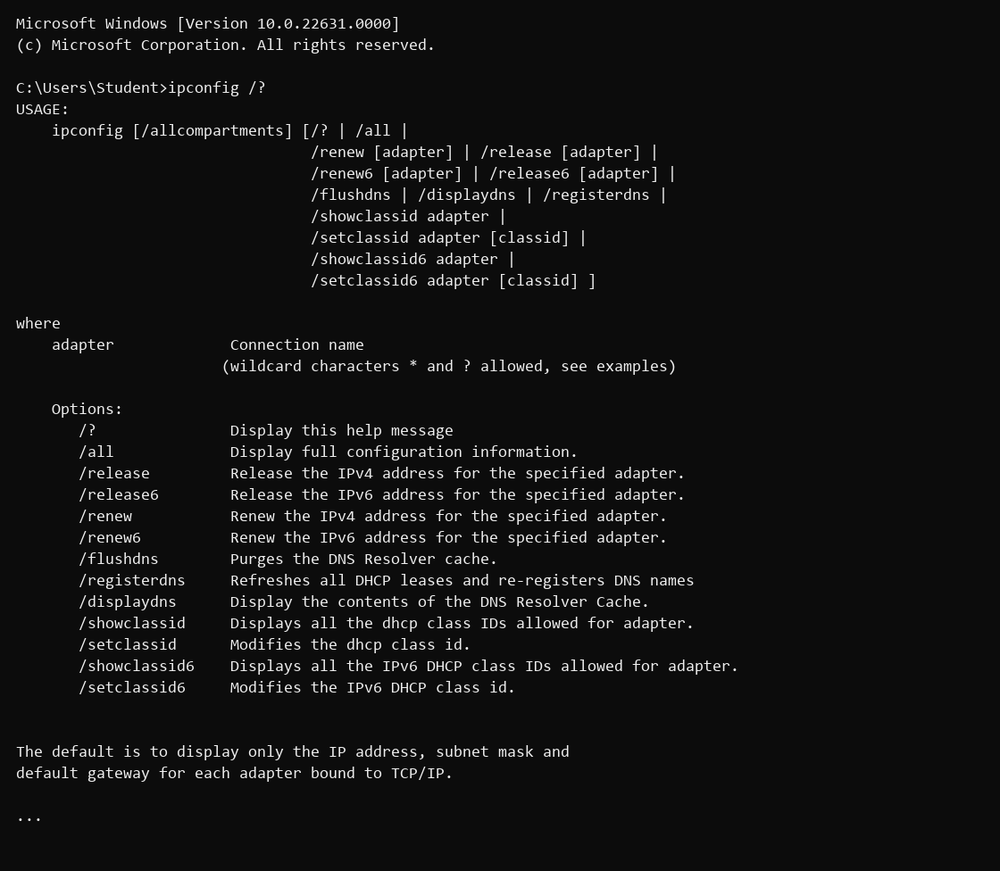 Microsoft Windows [Version 10.0.22631.0000]
(c) Microsoft Corporation. All rights reserved.

C:\Users\Student>ipconfig /?
USAGE:
    ipconfig [/allcompartments] [/? | /all |
                                 /renew [adapter] | /release [adapter] |
                                 /renew6 [adapter] | /release6 [adapter] |
                                 /flushdns | /displaydns | /registerdns |
                                 /showclassid adapter |
                                 /setclassid adapter [classid] |
                                 /showclassid6 adapter |
                                 /setclassid6 adapter [classid] ]

where
    adapter             Connection name
                       (wildcard characters * and ? allowed, see examples)

    Options:
       /?               Display this help message
       /all             Display full configuration information.
       /release         Release the IPv4 address for the specified adapter.
       /release6        Release the IPv6 address for the specified adapter.
       /renew           Renew the IPv4 address for the specified adapter.
       /renew6          Renew the IPv6 address for the specified adapter.
       /flushdns        Purges the DNS Resolver cache.
       /registerdns     Refreshes all DHCP leases and re-registers DNS names
       /displaydns      Display the contents of the DNS Resolver Cache.
       /showclassid     Displays all the dhcp class IDs allowed for adapter.
       /setclassid      Modifies the dhcp class id.
       /showclassid6    Displays all the IPv6 DHCP class IDs allowed for adapter.
       /setclassid6     Modifies the IPv6 DHCP class id.


The default is to display only the IP address, subnet mask and
default gateway for each adapter bound to TCP/IP.

...